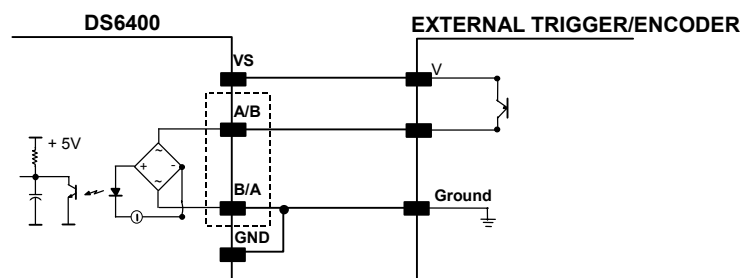 DS6400
EXTERNAL TRIGGER/ENCODER
VS
V
A/B
+ 5V
+ ~ ~ -
I
B/A
Ground
GND